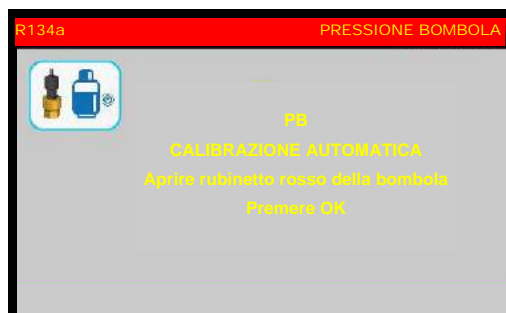 R134a PRESSIONE BOMBOLA
PB
CALIBRAZIONE AUTOMATICA
Aprire rubinetto rosso della bombola
Premere OK